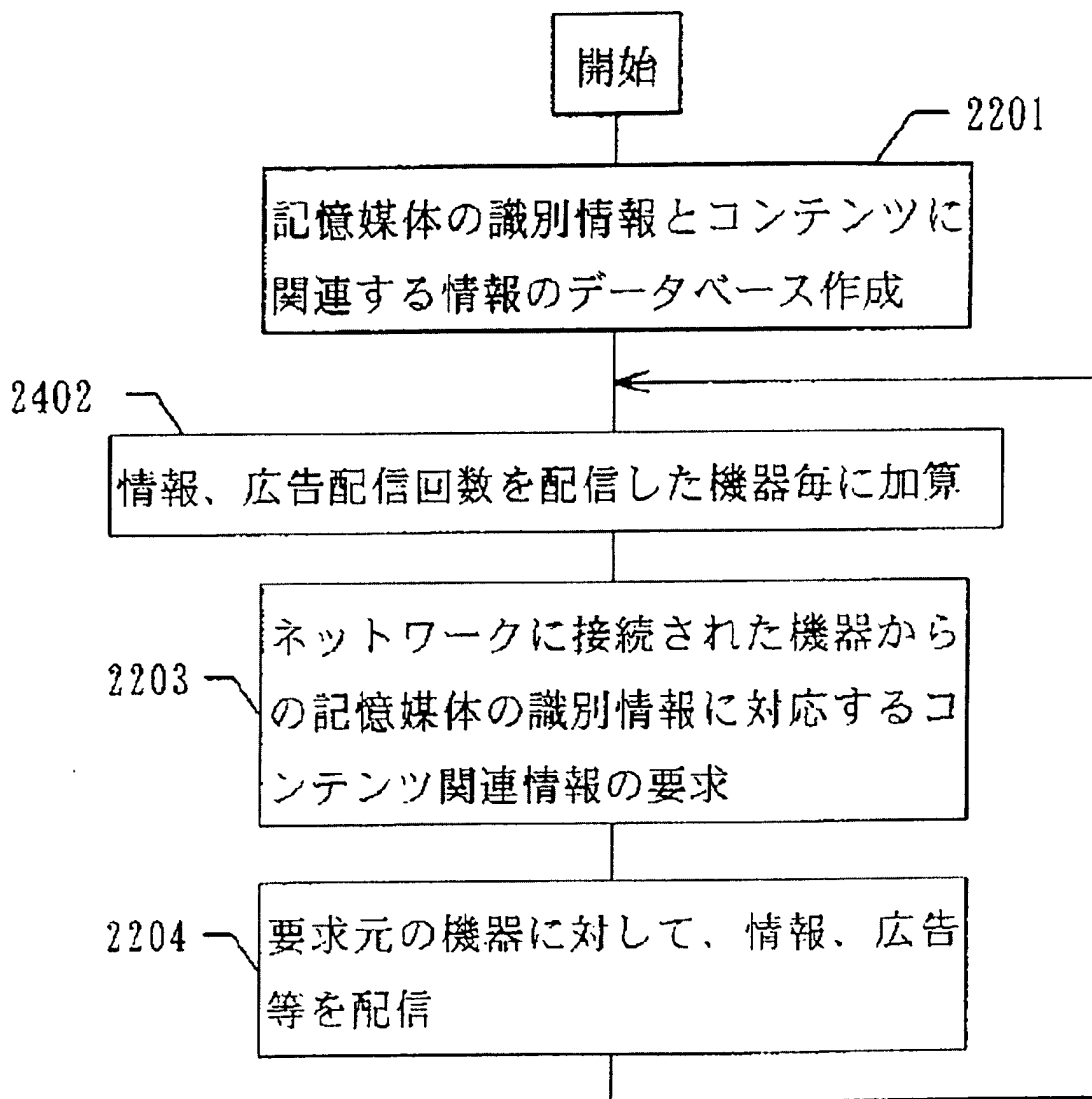 開始
2201
記憶媒体の識別情報とコンテンツに
関連する情報のデータベース作成
2402
情報、広告配信回数を配信した機器毎に加算
2203
ネットワークに接続された機器から
の記憶媒体の識別情報に対応するコ
ンテンツ関連情報の要求
2204
要求元の機器に対して、情報、広告
等を配信